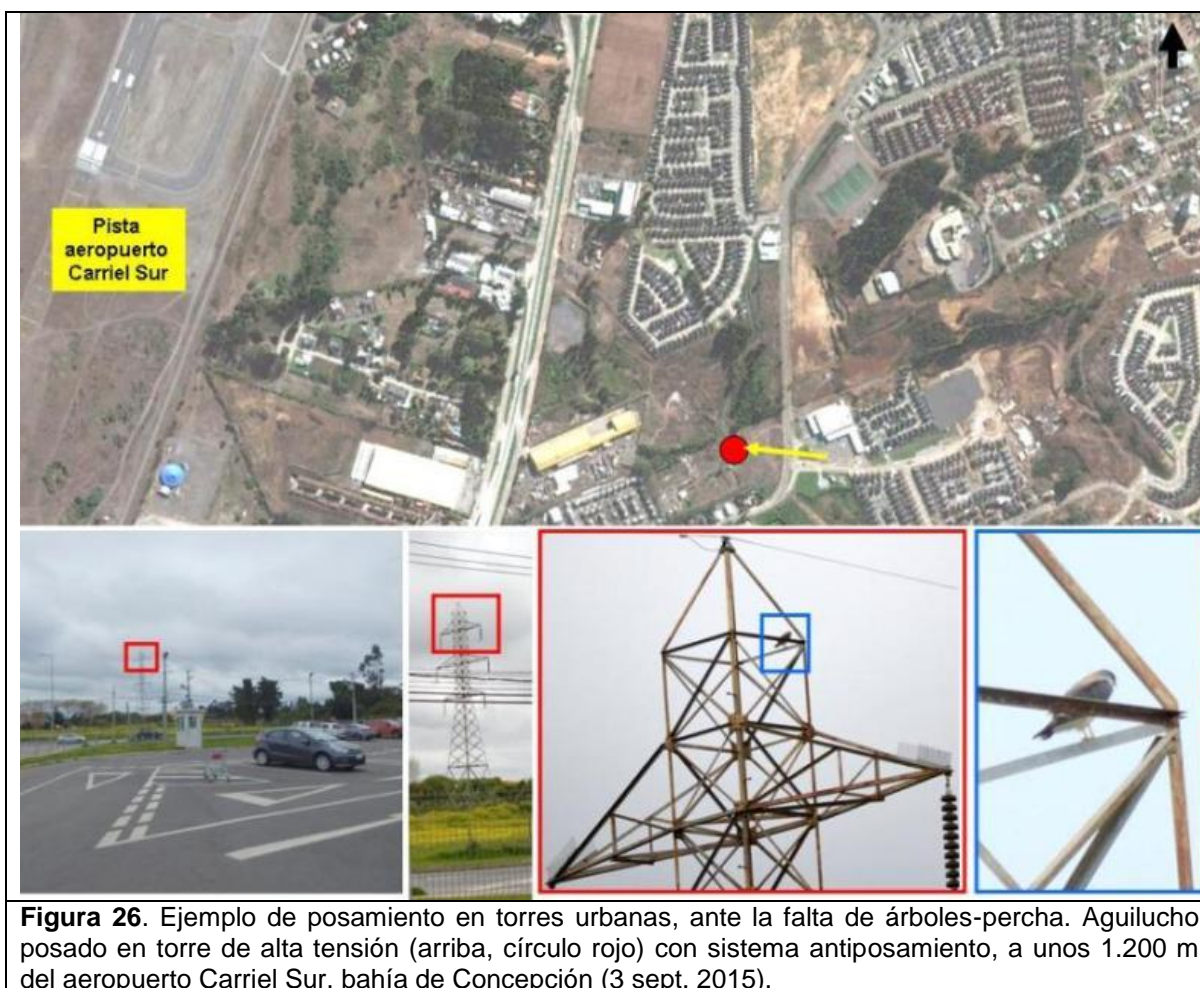 Pista
aeropuerto
Carriel Sur
Figura 26. Ejemplo de posamiento en torres urbanas, ante la falta de árboles-percha. Aguilucho
posado en torre de alta tensión (arriba, círculo rojo) con sistema antiposamiento, a unos 1.200 m
del aeropuerto Carriel Sur, bahía de Concepción (3 sept. 2015).